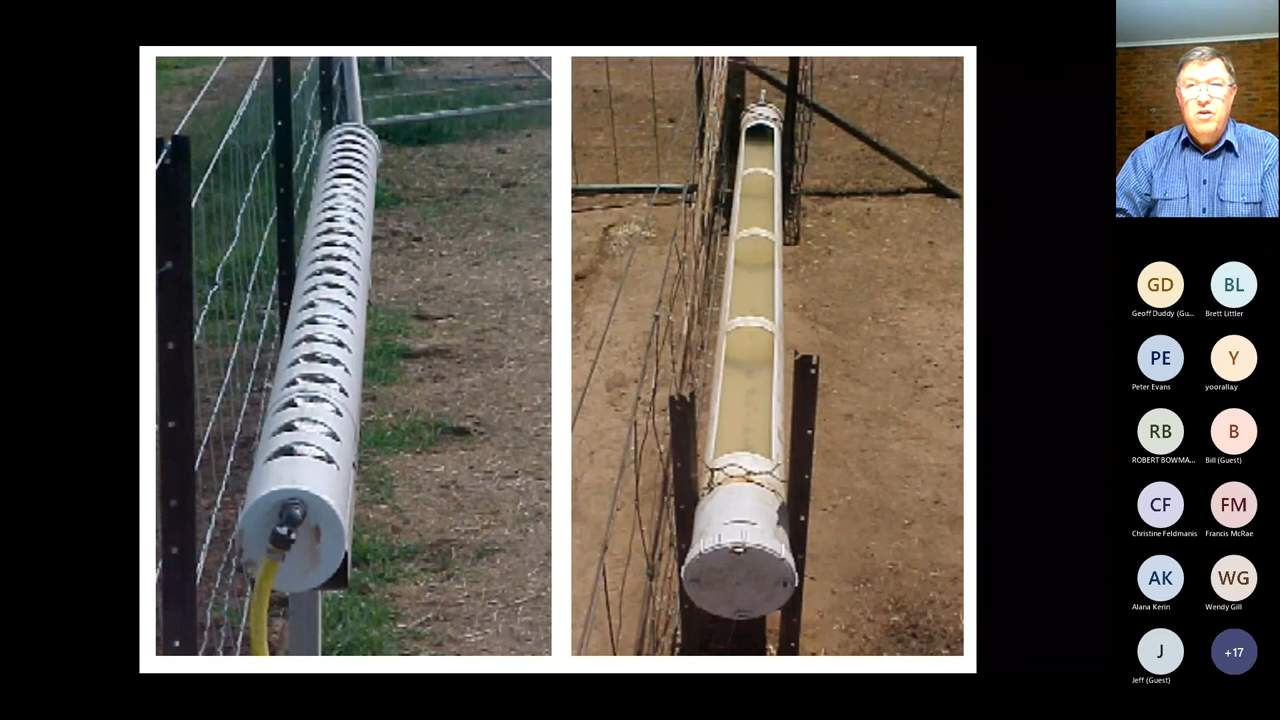 GD
BL
Geoff Duddy (Gu...
Brett Littler
PE
Y
Peter Evans
yooralla.y
RB
B
ROBERT BOWMA...
Bill (Guest)
CF
FM
Christine Feldmanis
Francis McRae
AK
WG
Alana Kerin
Wendy Gill
J
+17
Jeff (Guest)